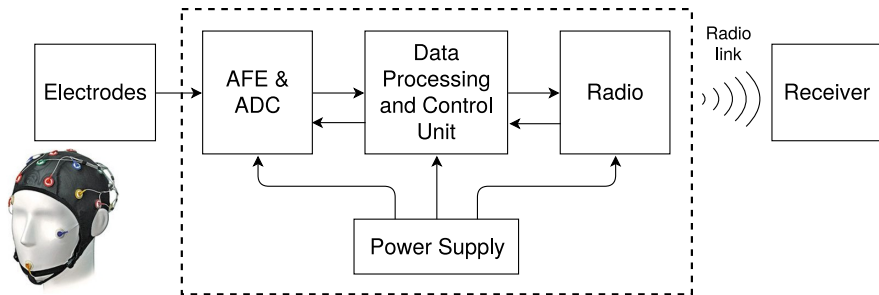 Electrodes
AFE &
ADC
Data
Processing
and Control
Unit
Radio
Radio
link
Receiver
Power Supply